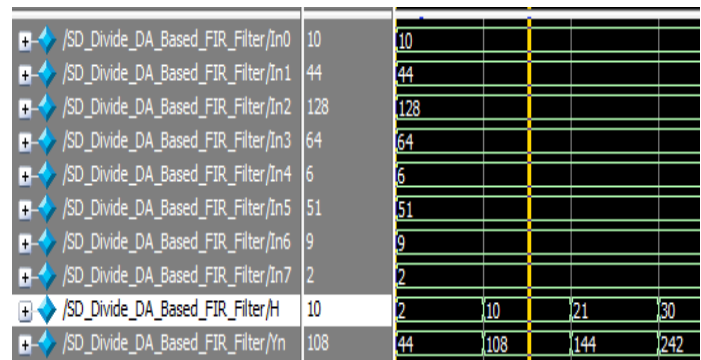 /SD_Divide_DA_Based_FIR_Filter/In0 10 10
/SD_Divide_DA_Based_FIR_Filter/In1 44 44
/SD_Divide_DA_Based_FIR_Filter/In2 128 128
/SD_Divide_DA_Based_FIR_Filter/In3 64 64
/SD_Divide_DA_Based_FIR_Filter/In4 6 6
/SD_Divide_DA_Based_FIR_Filter/In5 51 51
/SD_Divide_DA_Based_FIR_Filter/In6 9 9
/SD_Divide_DA_Based_FIR_Filter/In7 2 2
/SD_Divide_DA_Based_FIR_Filter/H 10 2 10 21 30
/SD_Divide_DA_Based_FIR_Filter/Yn 108 44 108 144 242